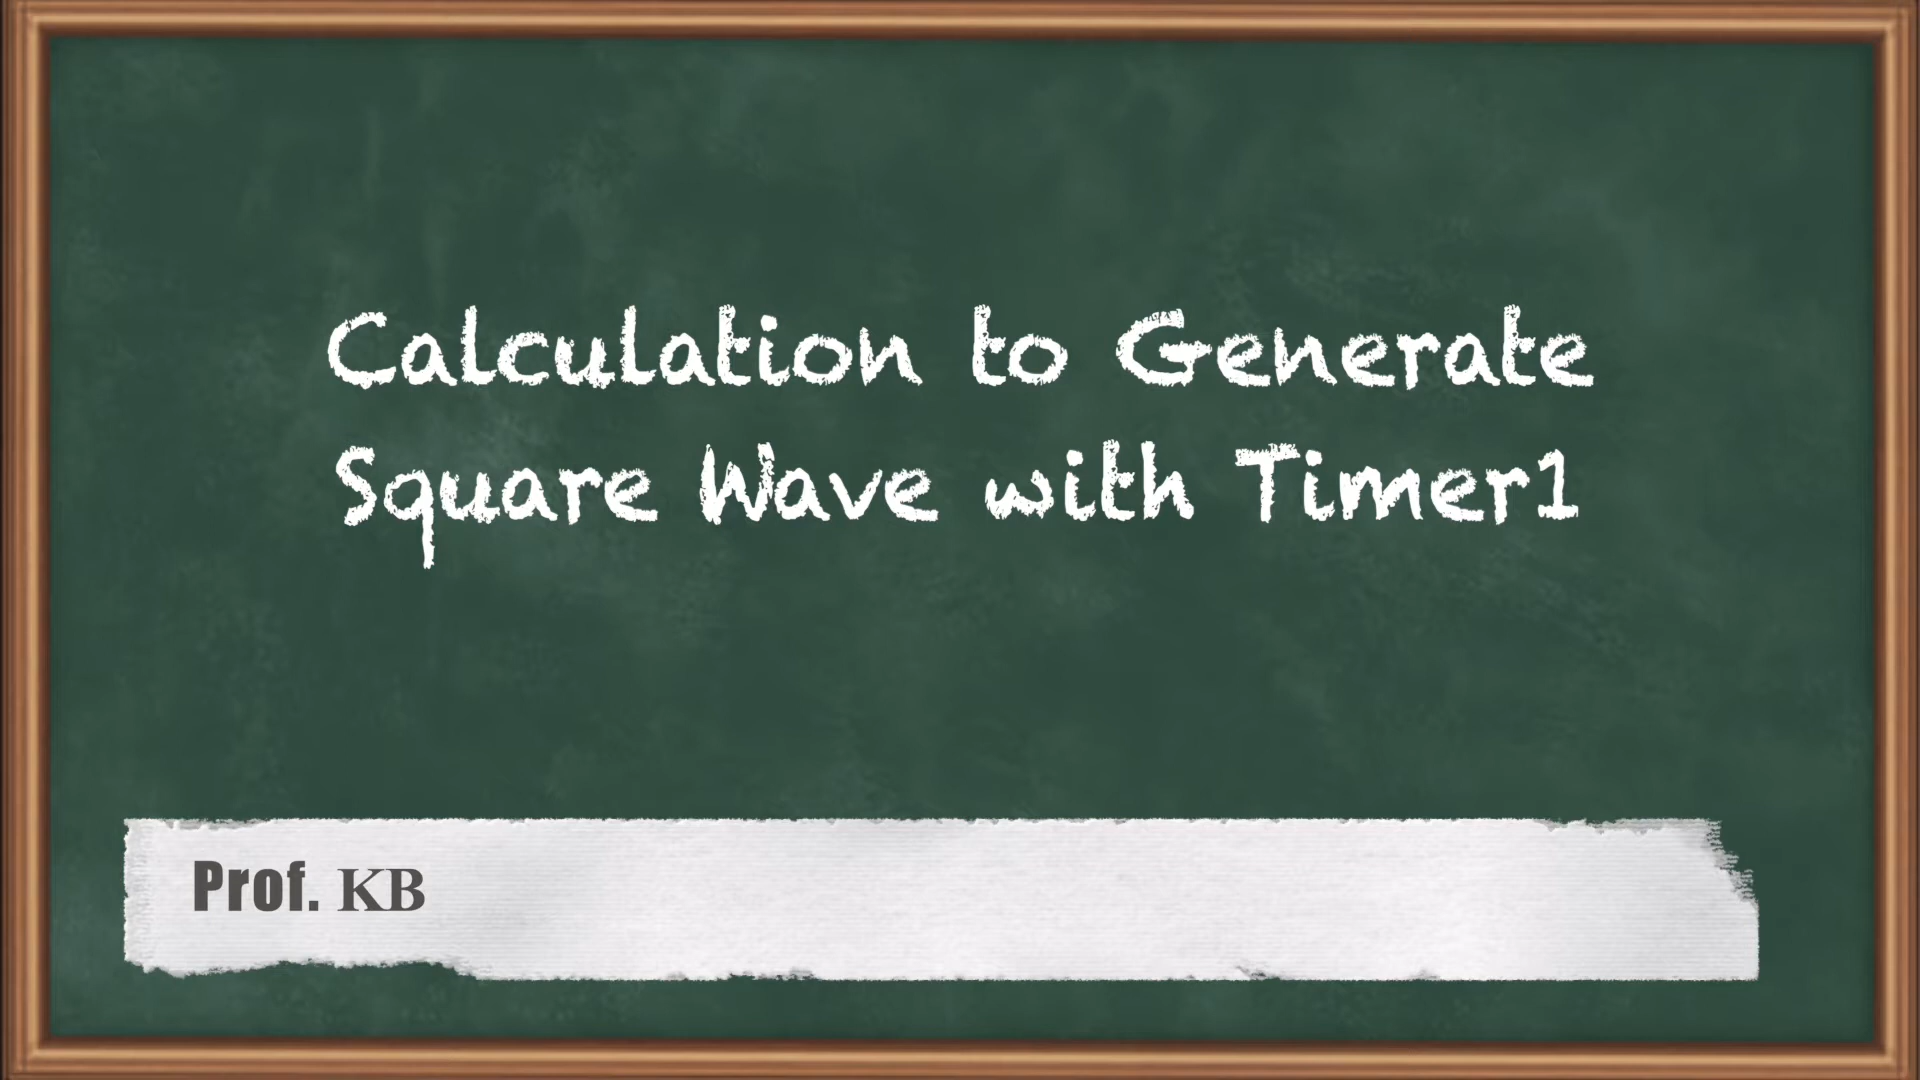 Calculation to Generate
Square Wave with Timer1
Prof. KB